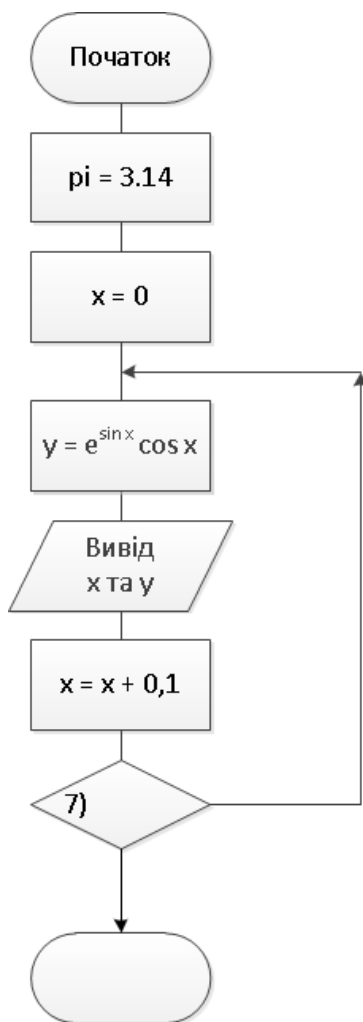 Початок
pi = 3.14
x = 0
y = e^sin x cos x
Вивід
x та y
x = x + 0,1
7)